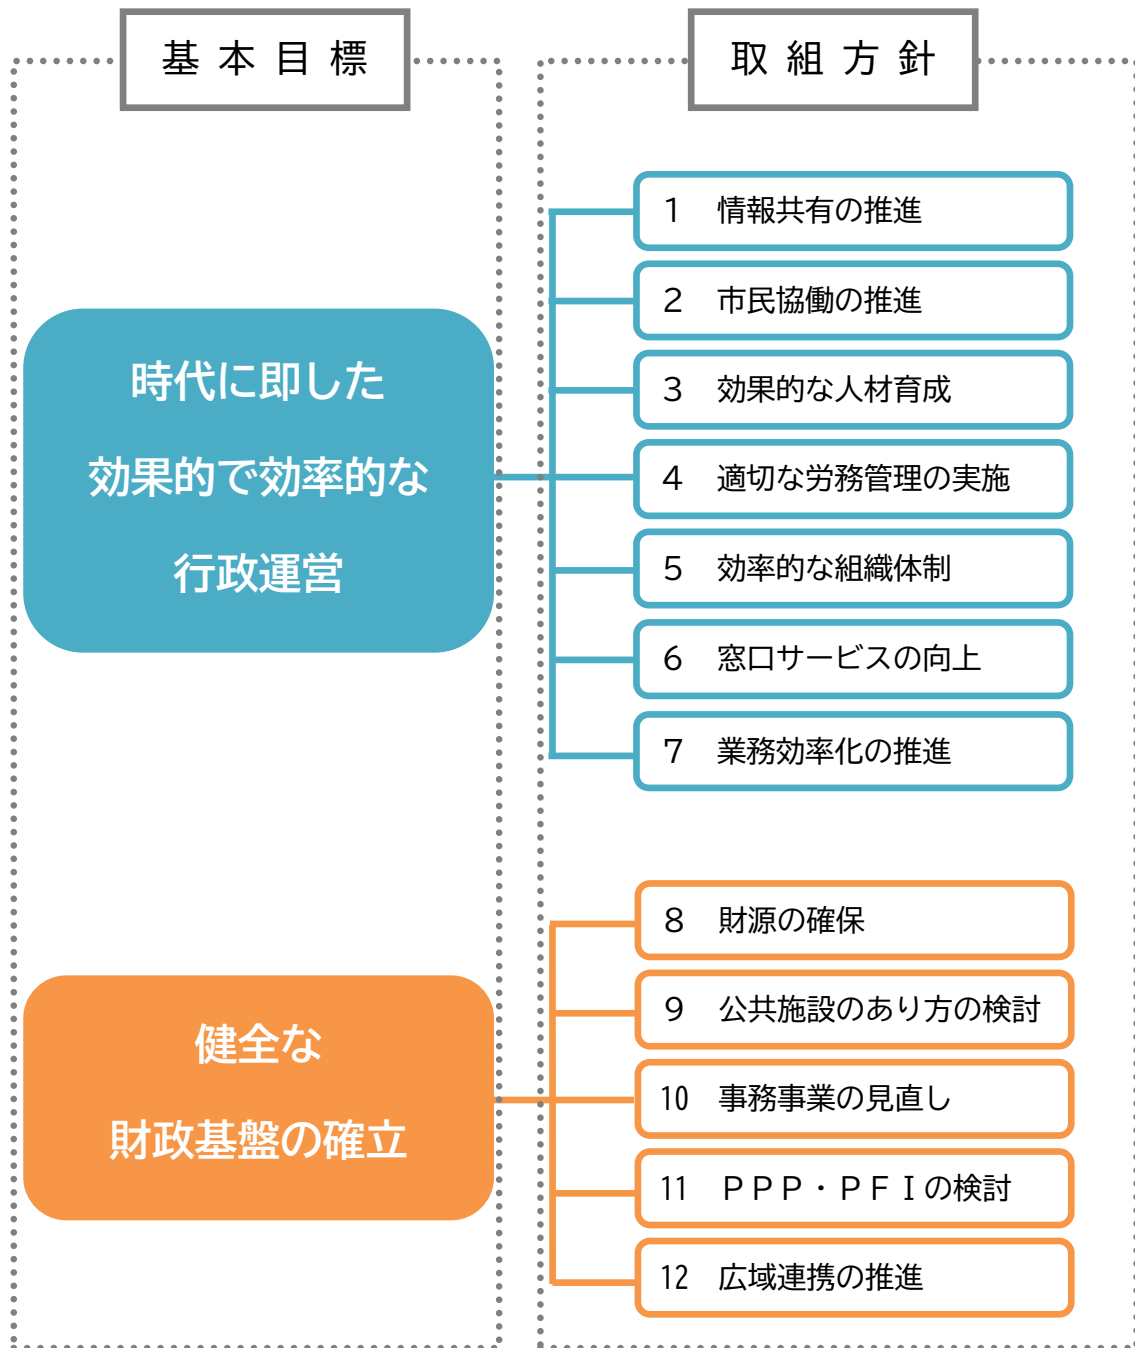 基本目標
取組方針
時代に即した
効果的で効率的な
行政運営
1 情報共有の推進
2 市民協働の推進
3 効果的な人材育成
4 適切な労務管理の実施
5 効率的な組織体制
6 窓口サービスの向上
7 業務効率化の推進
健全な
財政基盤の確立
8 財源の確保
9 公共施設のあり方の検討
10 事務事業の見直し
11 ＰＰＰ・ＰＦＩの検討
12 広域連携の推進